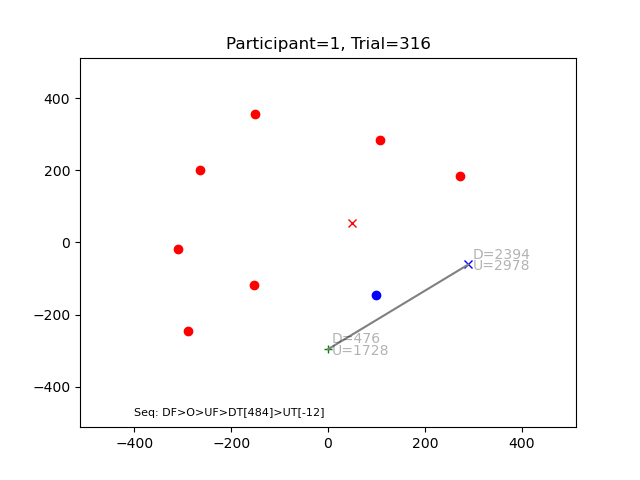 Participant=1, Trial=316
400
200
0
−200
−400
D=2394
U=2978
D=476
U=1728
Seq: DF>O>UF>DT[484]>UT[-12]
−400
−200
0
200
400